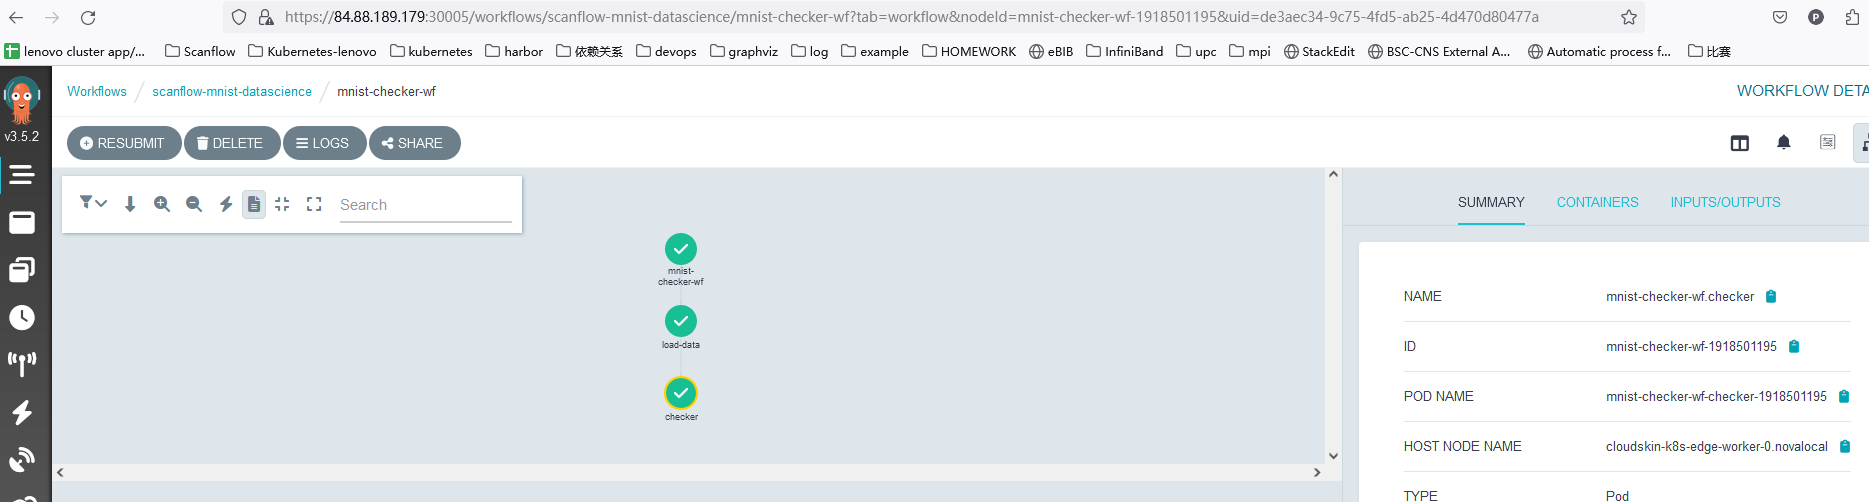 https://84.88.189.179:30005/workflows/scanflow-mnist-datascience/mnist-checker-wf?tab=workflow&nodeId=mnist-checker-wf-1918501195&uid=de3aec34-9c75-4fd5-ab25-4d470d80477a
P
lenovo cluster app/... Scanflow Kubernetes-lenovo kubernetes harbor 依赖关系 devops graphviz log example HOMEWORK eBIB InfiniBand upc mpi StackEdit BSC-CNS External A... Automatic process f... 比赛
Workflows scanflow-mnist-datascience mnist-checker-wf
WORKFLOW DETA
v3.5.2
RESUBMIT DELETE LOGS SHARE
Search
mnist-
checker-wf
load-data
checker
SUMMARY CONTAINERS INPUTS/OUTPUTS
NAME mnist-checker-wf.checker
ID mnist-checker-wf-1918501195
POD NAME mnist-checker-wf-checker-1918501195
HOST NODE NAME cloudskin-k8s-edge-worker-0.novalocal
TYPE Pod